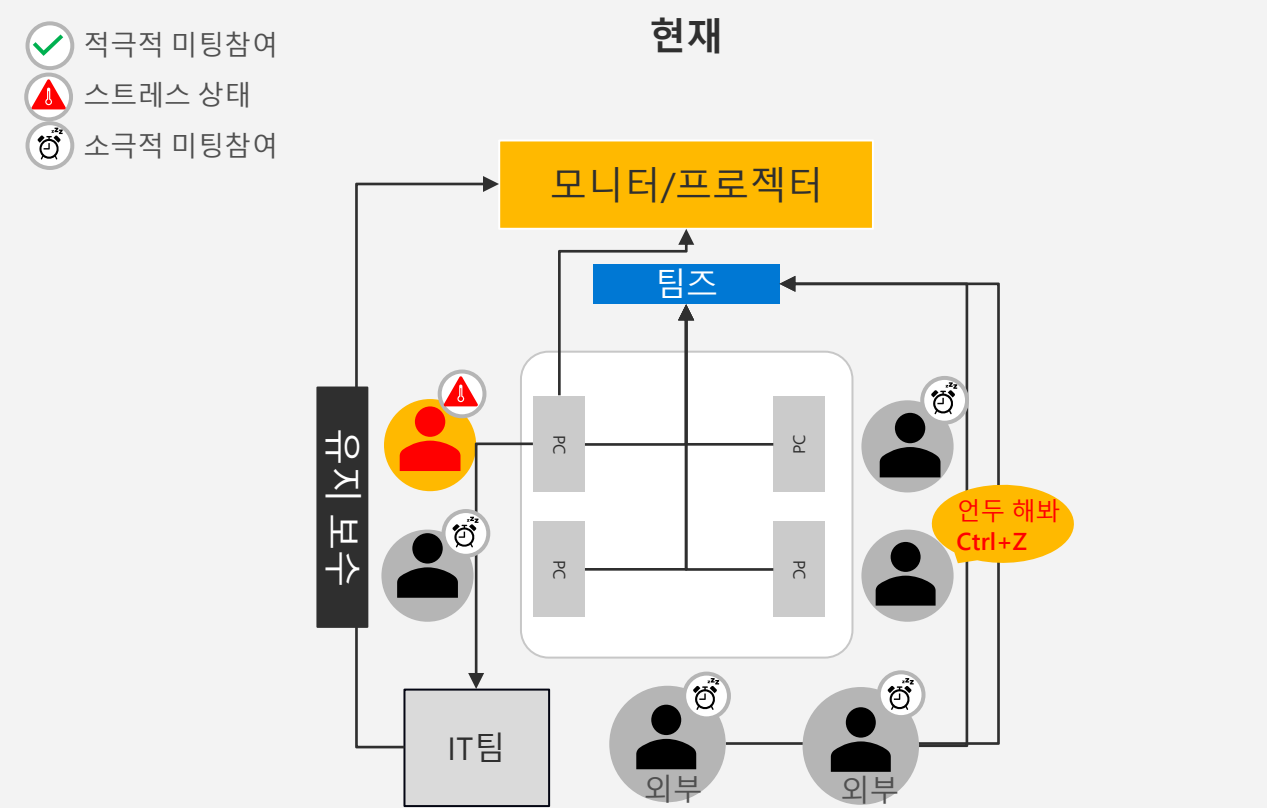 현재
적극적 미팅참여
스트레스 상태
소극적 미팅참여
모니터/프로젝터
팀즈
유지 보수
PC
PC
PC
PC
언두 해봐
Ctrl+Z
IT팀
외부
외부